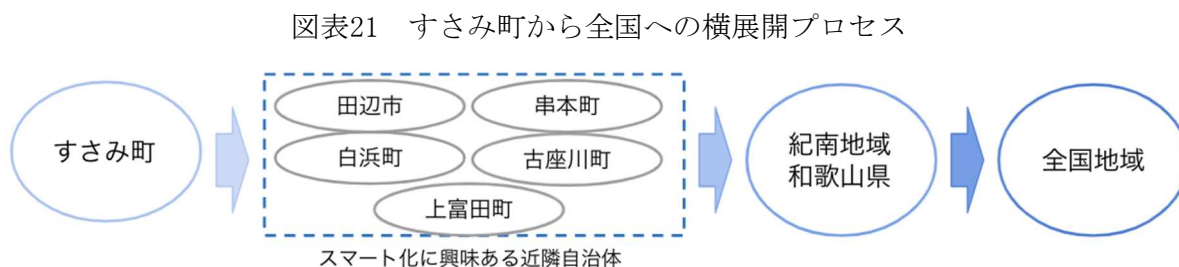 図表21　すさみ町から全国への横展開プロセス
すさみ町
田辺市
串本町
白浜町
古座川町
上富田町
スマート化に興味ある近隣自治体
紀南地域
和歌山県
全国地域